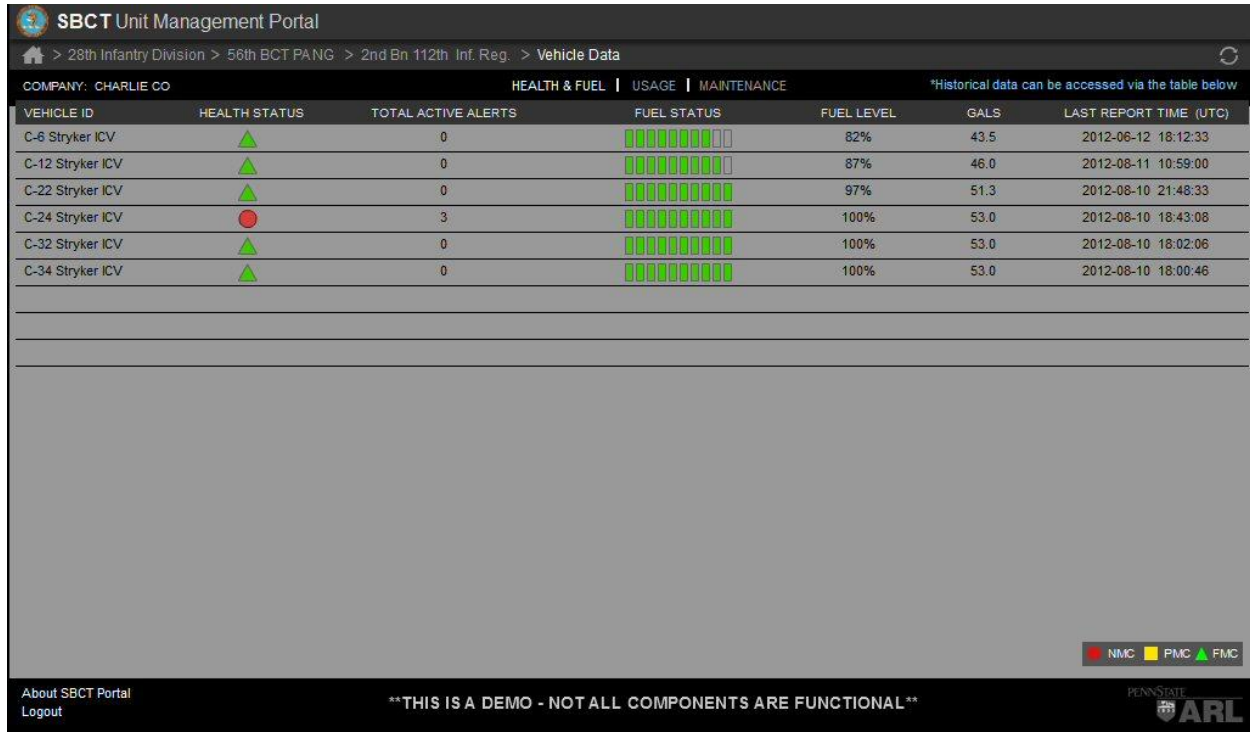 SBCT Unit Management Portal
> 28th Infantry Division > 56th BCT PANG > 2nd Bn 112th Inf. Reg. > Vehicle Data
COMPANY: CHARLIE CO HEALTH & FUEL | USAGE | MAINTENANCE *Historical data can be accessed via the table below
VEHICLE ID HEALTH STATUS TOTAL ACTIVE ALERTS FUEL STATUS FUEL LEVEL GALS LAST REPORT TIME (UTC)
C-6 Stryker ICV 0 82% 43.5 2012-06-12 18:12:33
C-12 Stryker ICV 0 87% 46.0 2012-08-11 10:59:00
C-22 Stryker ICV 0 97% 51.3 2012-08-10 21:48:33
C-24 Stryker ICV 3 100% 53.0 2012-08-10 18:43:08
C-32 Stryker ICV 0 100% 53.0 2012-08-10 18:02:06
C-34 Stryker ICV 0 100% 53.0 2012-08-10 18:00:46
NMC PMC FMC
About SBCT Portal
Logout
**THIS IS A DEMO - NOT ALL COMPONENTS ARE FUNCTIONAL**
PENNSTATE
ARL